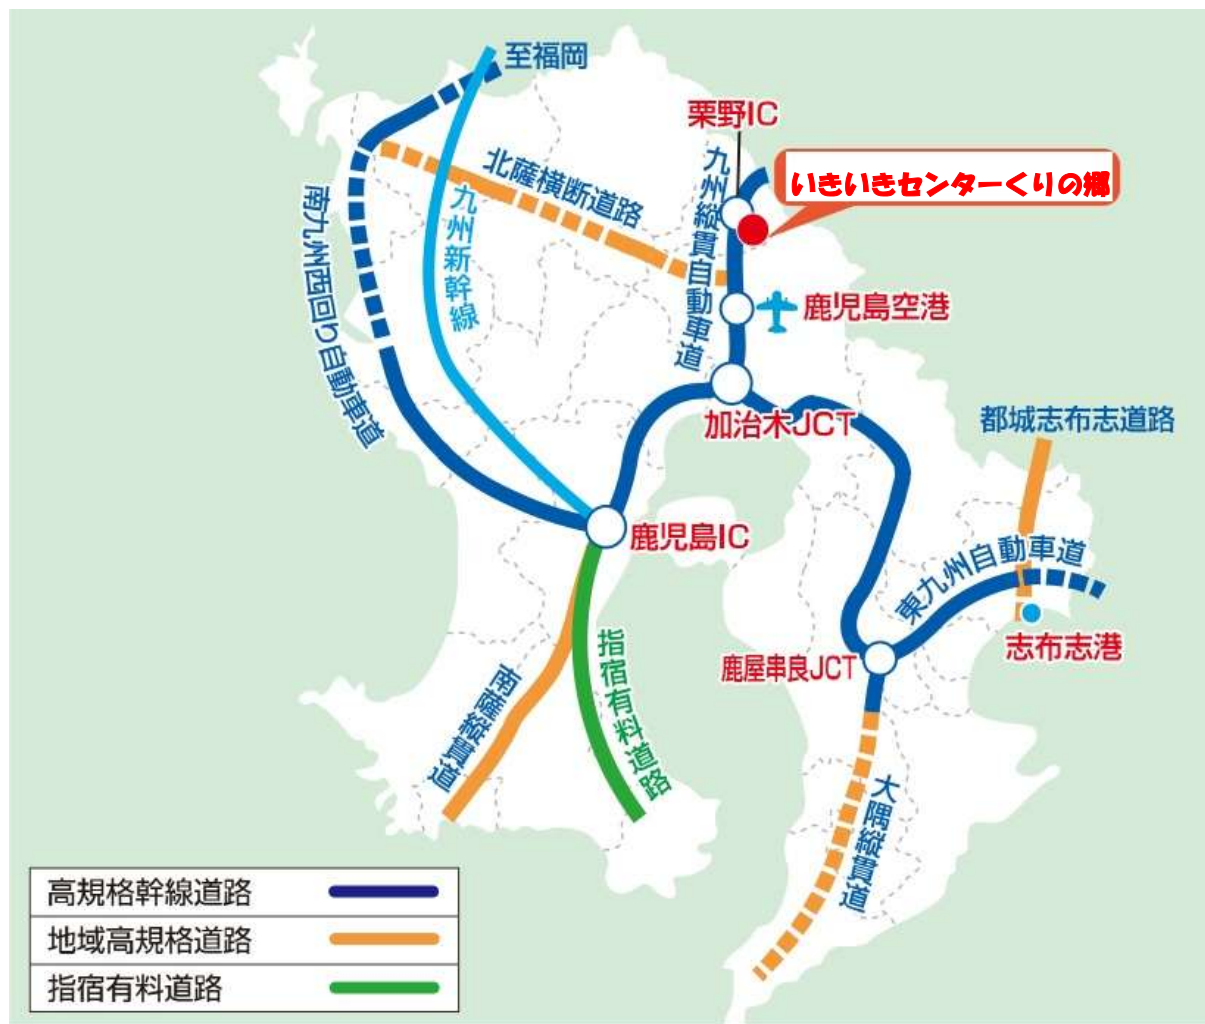 至福岡
栗野IC
いきいきセンターくりの郷
九州縦貫自動車道
北薩横断道路
九州新幹線
南九州西回り自動車道
鹿児島空港
加治木JCT
都城志布志道路
鹿児島IC
東九州自動車道
志布志港
鹿屋串良JCT
指宿有料道路
南薩縦貫道
大隅縦貫道
高規格幹線道路
地域高規格道路
指宿有料道路